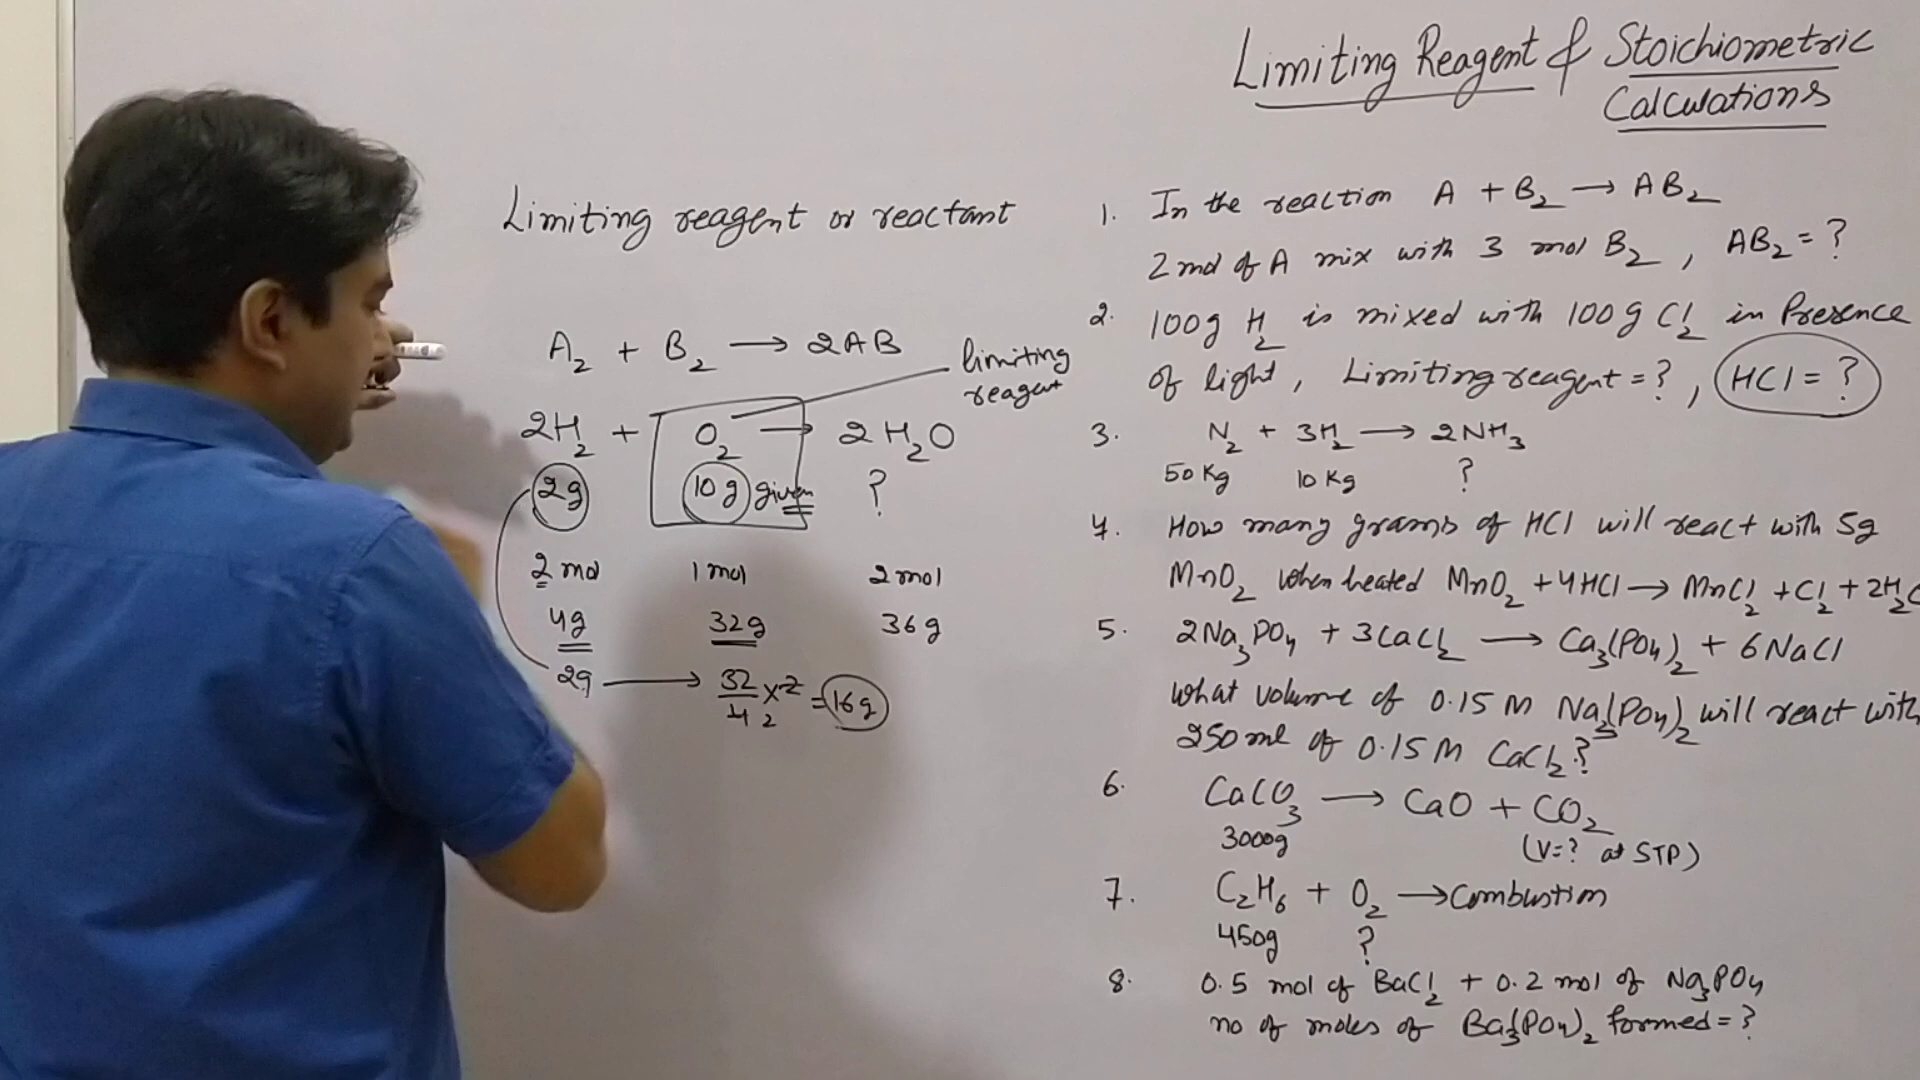 Limiting Reagent & Stoichiometric
Calculations
Limiting reagent or reactant
A₂ + B₂ → 2AB
limiting
reagent
2H₂ + O₂ → 2H₂O
2g 10g given ?
2 mol 1 mol 2 mol
4g 32g 36g
2g → 32/4 x 2/2 = 16g
1. In the reaction A + B₂ → AB₂
2 mol of A mix with 3 mol B₂, AB₂ = ?
2. 100g H₂ is mixed with 100g Cl₂ in Presence
of light, Limiting reagent = ?, HCl = ?
3. N₂ + 3H₂ → 2NH₃
50 Kg 10 Kg ?
4. How many grams of HCl will react with 5g
MnO₂ when heated MnO₂ + 4HCl → MnCl₂ + Cl₂ + 2H₂O
5. 2Na₃PO₄ + 3CaCl₂ → Ca₃(PO₄)₂ + 6NaCl
what volume of 0.15 M Na₃(PO₄)₂ will react with
250 ml of 0.15 M CaCl₂?
6. CaCO₃ → CaO + CO₂
3000g (V=? at STP)
7. C₂H₆ + O₂ → Combustion
450g ?
8. 0.5 mol of BaCl₂ + 0.2 mol of Na₃PO₄
no of moles of Ba₃(PO₄)₂ formed = ?